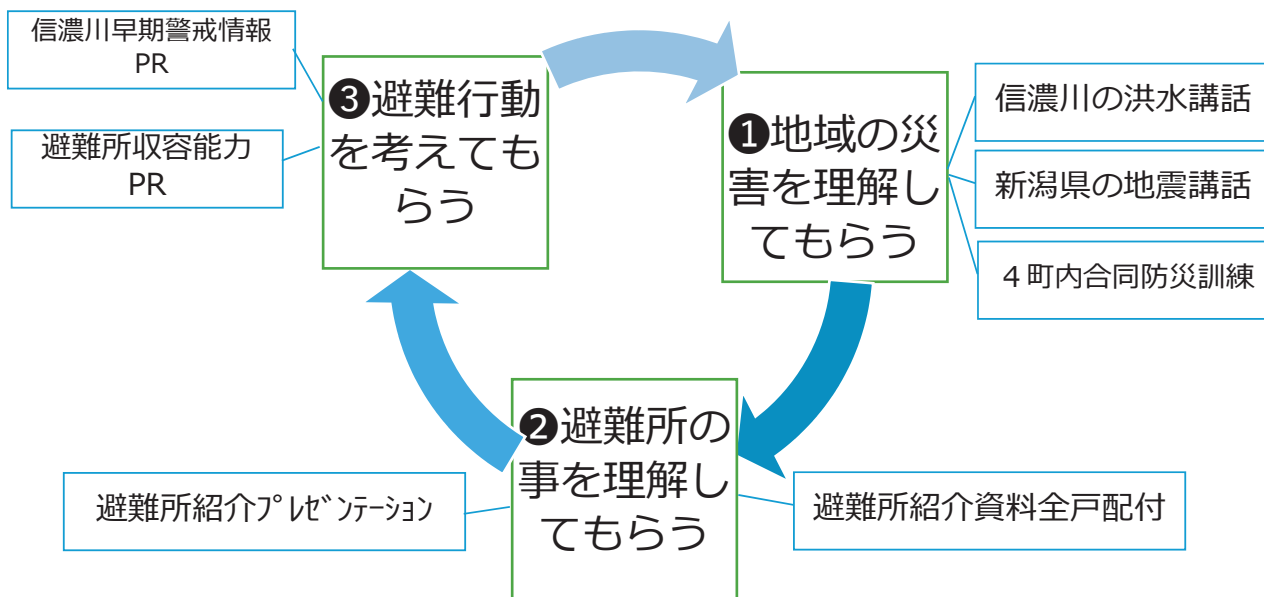 信濃川早期警戒情報
PR
避難所収容能力
PR
❸避難行動
を考えても
らう
❶地域の災
害を理解し
てもらう
信濃川の洪水講話
新潟県の地震講話
４町内合同防災訓練
❷避難所の
事を理解し
てもらう
避難所紹介ﾌﾟﾚｾﾞﾝﾃｰｼｮﾝ
避難所紹介資料全戸配付